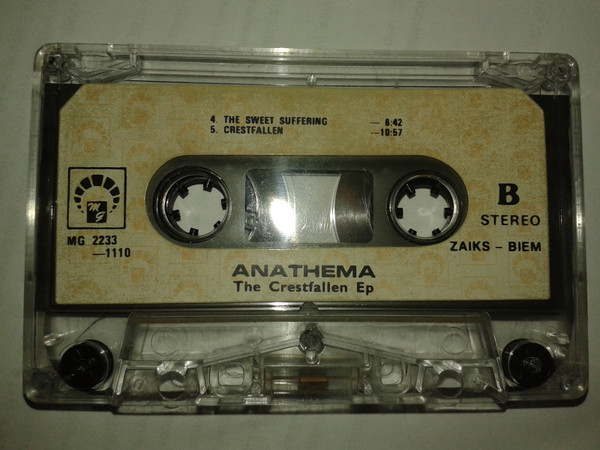 4. THE SWEET SUFFERING — 6:42
5. CRESTFALLEN —10:57
MG
B
STEREO
MG 2233
—1110
ZAIKS - BIEM
ANATHEMA
The Crestfallen Ep